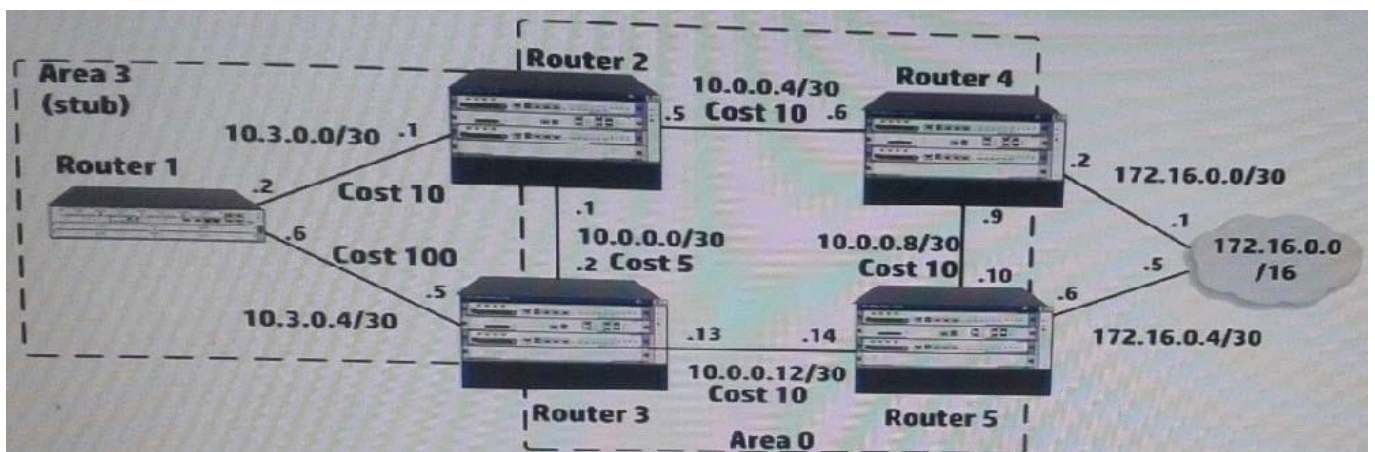 Area 3
(stub)
Router 2
Router 4
10.0.0.4/30
.5 Cost 10 .6
10.3.0.0/30 .1
Router 1
.2
Cost 10
.2
172.16.0.0/30
.1
.6
Cost 100
.1
10.0.0.0/30
.2 Cost 5
.9
10.0.0.8/30
Cost 10
.10
172.16.0.0
/16
.5
.5
.6
10.3.0.4/30
.13
.14
172.16.0.4/30
10.0.0.12/30
Cost 10
Router 3
Router 5
Area 0